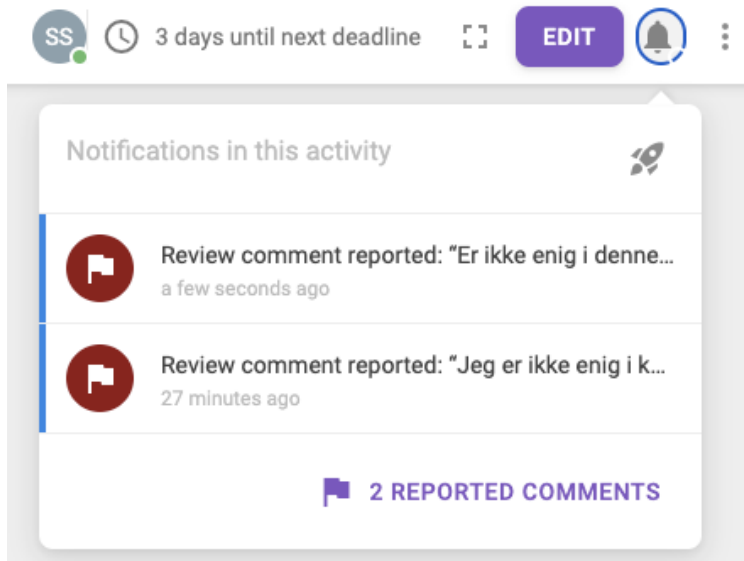 SS 3 days until next deadline EDIT
Notifications in this activity
Review comment reported: “Er ikke enig i denne...
a few seconds ago
Review comment reported: “Jeg er ikke enig i k...
27 minutes ago
2 REPORTED COMMENTS